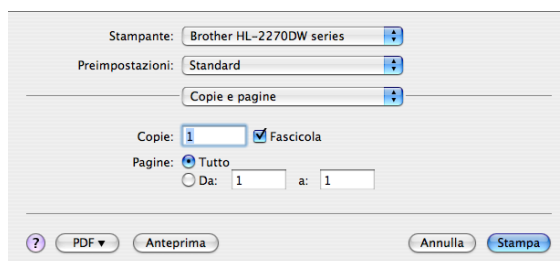 Stampante: Brother HL-2270DW series
Preimpostazioni: Standard
Copie e pagine
Copie: 1 Fascicola
Pagine: Tutto
Da: 1 a: 1
? PDF▼ Anteprima Annulla Stampa